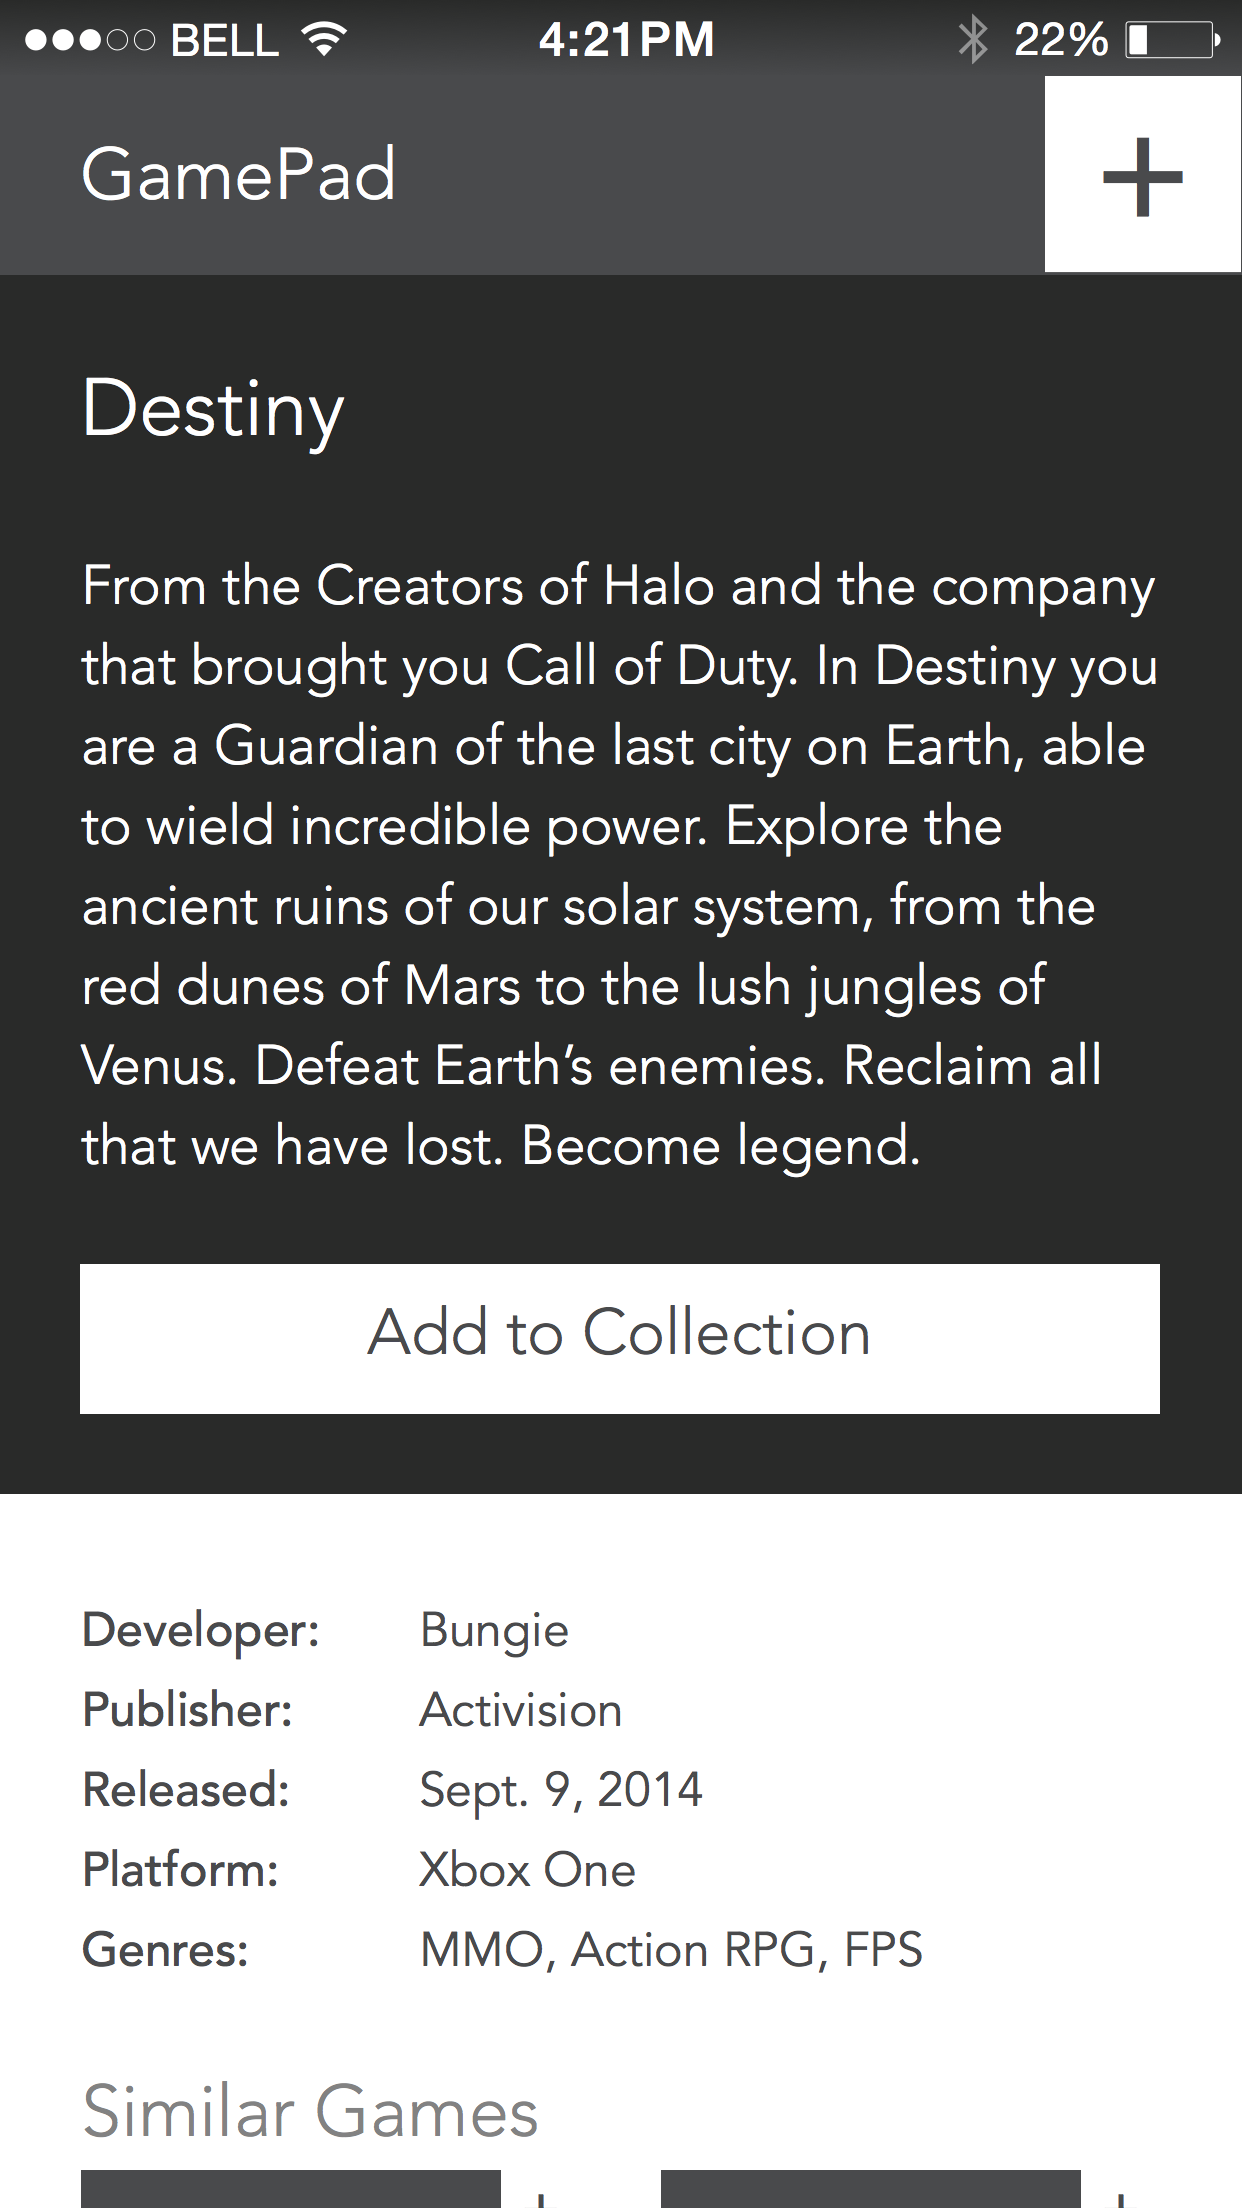 BELL 4:21PM 22%
GamePad +
Destiny
From the Creators of Halo and the company
that brought you Call of Duty. In Destiny you
are a Guardian of the last city on Earth, able
to wield incredible power. Explore the
ancient ruins of our solar system, from the
red dunes of Mars to the lush jungles of
Venus. Defeat Earth’s enemies. Reclaim all
that we have lost. Become legend.
Add to Collection
Developer: Bungie
Publisher: Activision
Released: Sept. 9, 2014
Platform: Xbox One
Genres: MMO, Action RPG, FPS
Similar Games